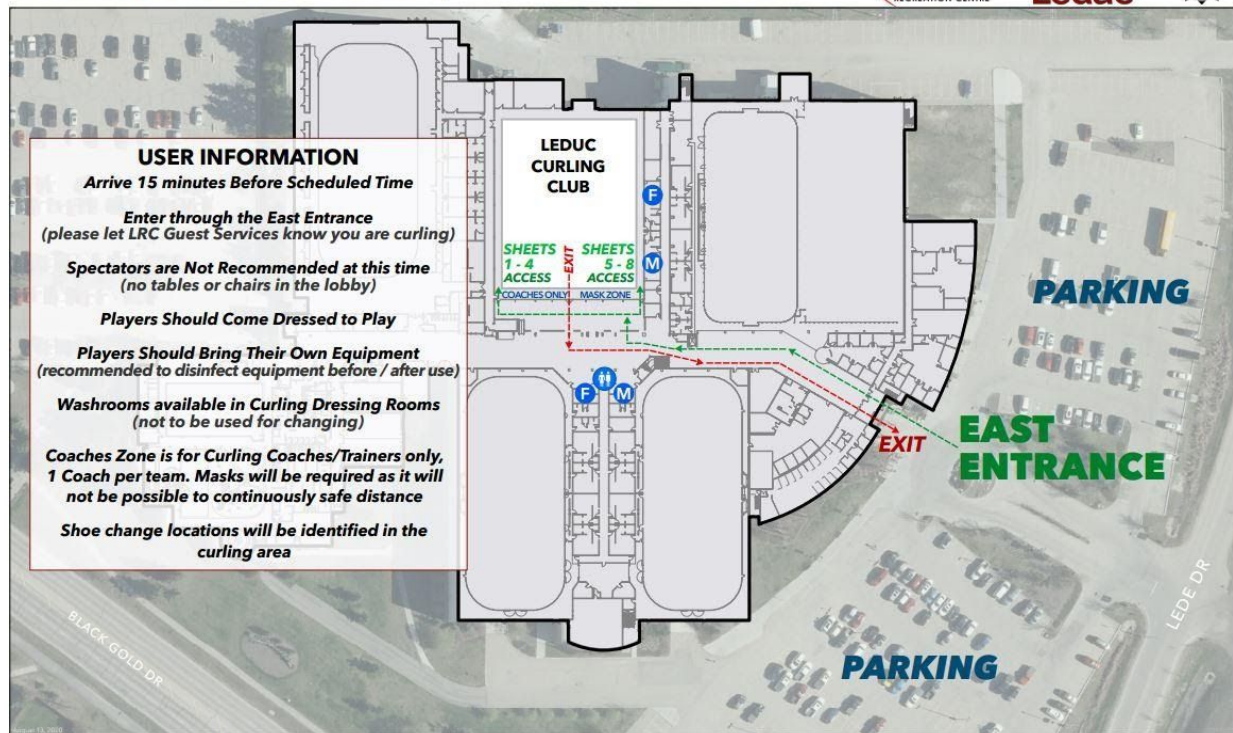 Leduc
USER INFORMATION
Arrive 15 minutes Before Scheduled Time
Enter through the East Entrance
(please let LRC Guest Services know you are curling)
Spectators are Not Recommended at this time
(no tables or chairs in the lobby)
Players Should Come Dressed to Play
Players Should Bring Their Own Equipment
(recommended to disinfect equipment before / after use)
Washrooms available in Curling Dressing Rooms
(not to be used for changing)
Coaches Zone is for Curling Coaches/Trainers only,
1 Coach per team. Masks will be required as it will
not be possible to continuously safe distance
Shoe change locations will be identified in the
curling area
LEDUC
CURLING
CLUB
SHEETS
1 - 4
ACCESS
EXIT
SHEETS
5 - 8
ACCESS
COACHES ONLY
MASK ZONE
F
M
F
M
EXIT
EAST
ENTRANCE
PARKING
PARKING
BLACK GOLD DR
LEDE DR